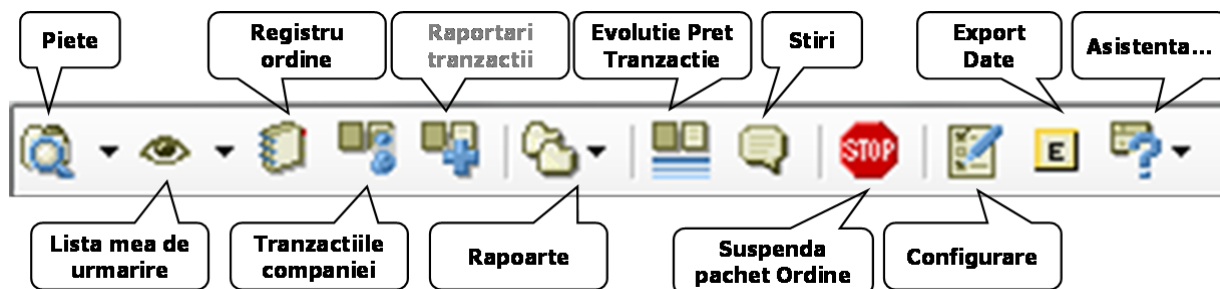 Piete
Registru
ordine
Raportari
tranzactii
Evolutie Pret
Tranzactie
Stiri
Export
Date
Asistenta...
STOP
E
Lista mea de
urmarire
Tranzactiile
companiei
Rapoarte
Suspenda
pachet Ordine
Configurare